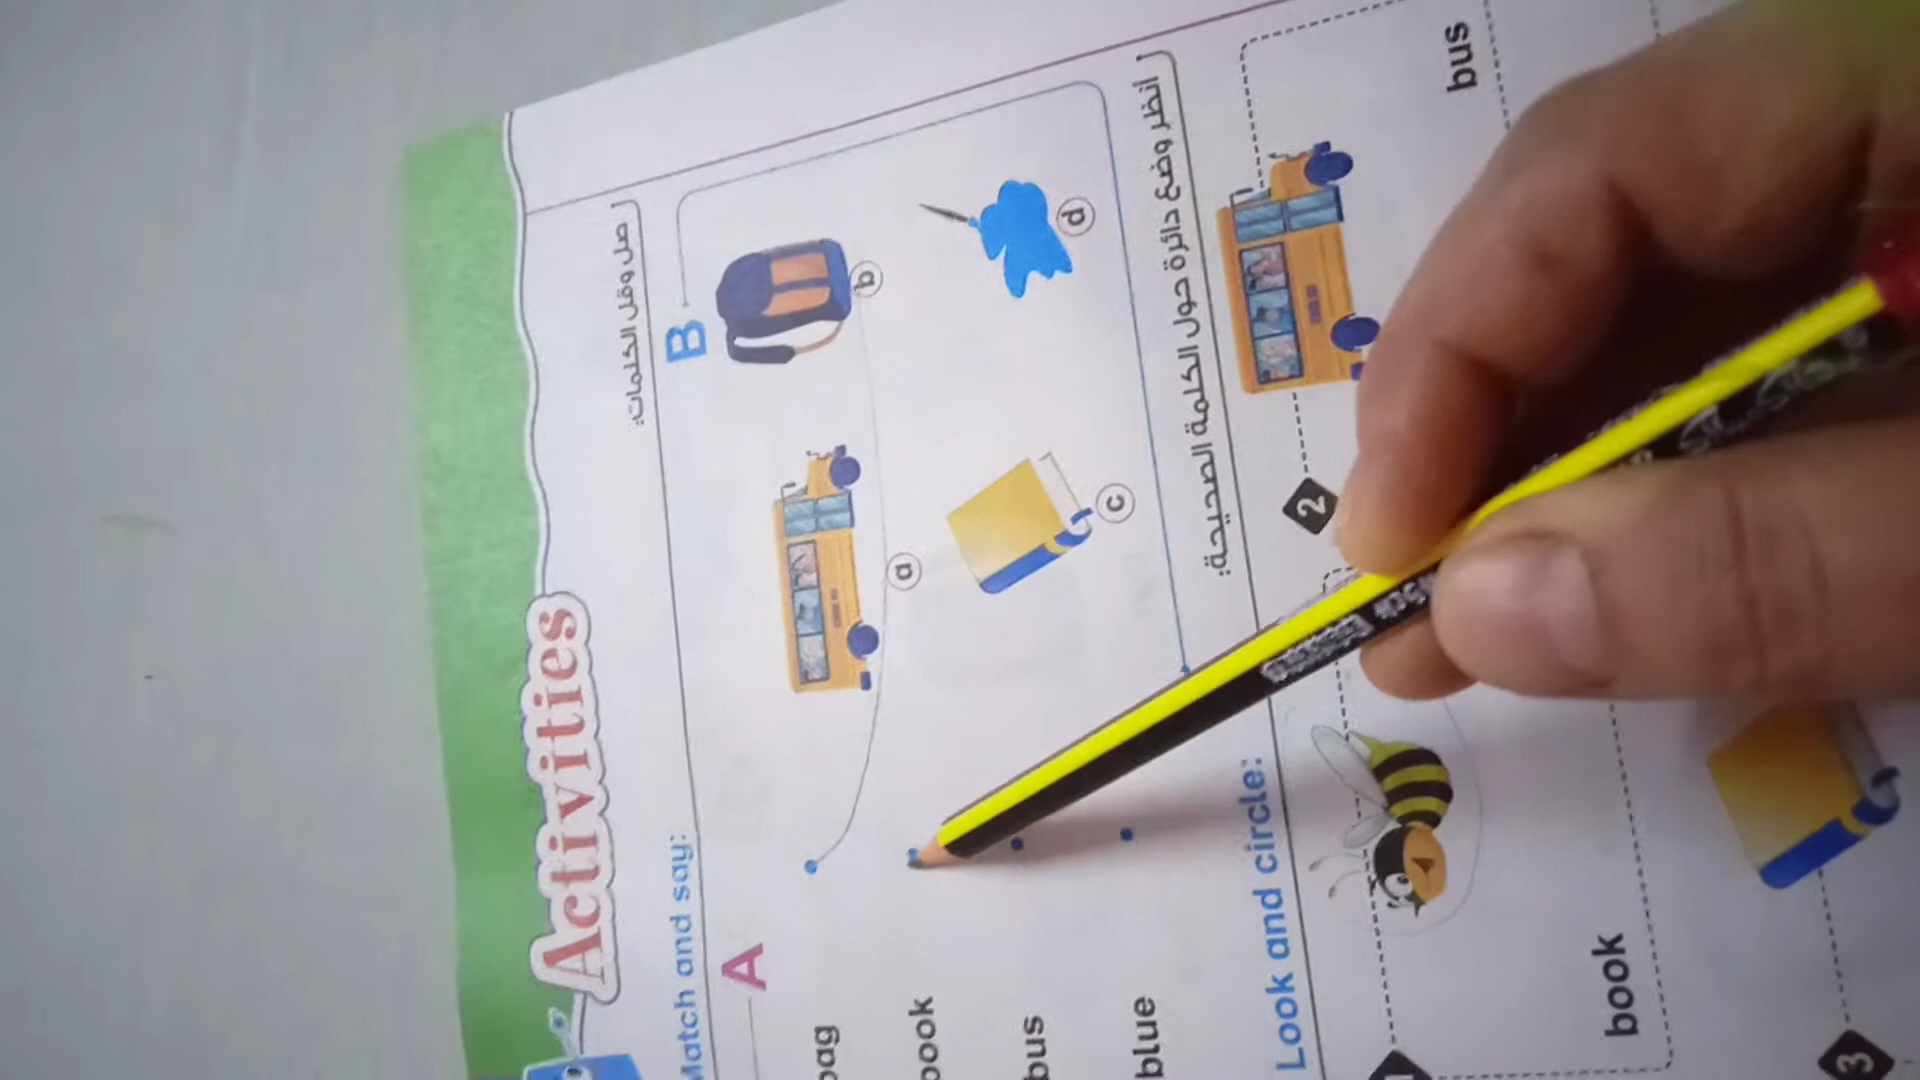 Activities
Match and say:
صل وقل الكلمات:
A
B
bag
book
bus
blue
a
b
c
d
Look and circle:
أنظر وضع دائرة حول الكلمة الصحيحة:
2
book
bus
3